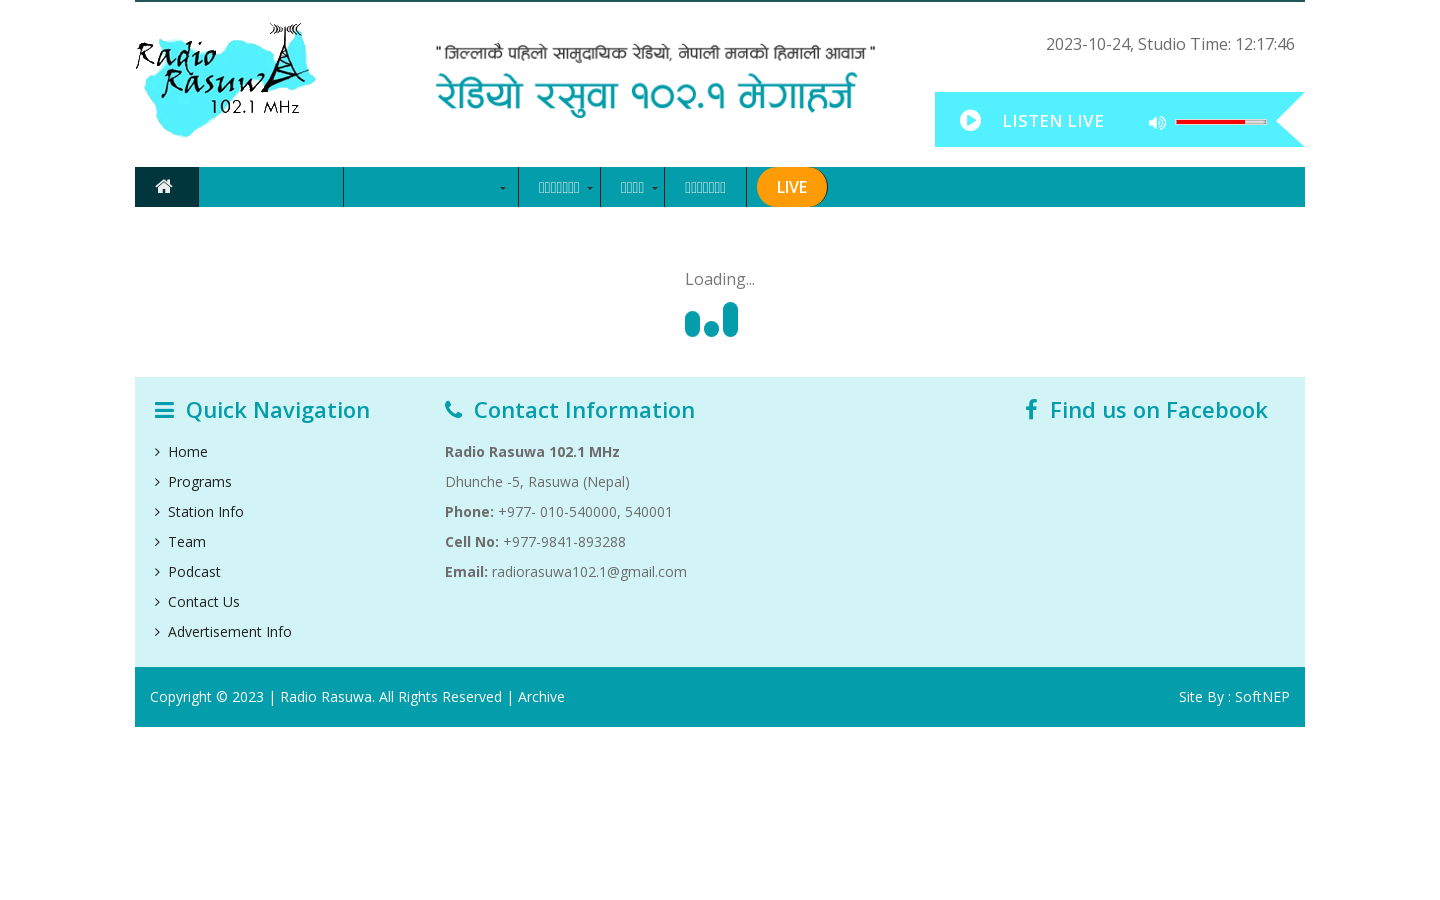 Radio
Rasuwa
102.1 MHz
" जिल्लाकै पहिलो सामुदायिक रेडियो, नेपाली मनको हिमाली आवाज "
रेडियो रसुवा १०२.१ मेगाहर्ज
2023-10-24, Studio Time: 12:17:46
LISTEN LIVE
LIVE
Loading...
Quick Navigation
Home
Programs
Station Info
Team
Podcast
Contact Us
Advertisement Info
Contact Information
Radio Rasuwa 102.1 MHz
Dhunche -5, Rasuwa (Nepal)
Phone: +977- 010-540000, 540001
Cell No: +977-9841-893288
Email: radiorasuwa102.1@gmail.com
Find us on Facebook
Copyright © 2023 | Radio Rasuwa. All Rights Reserved | Archive
Site By : SoftNEP